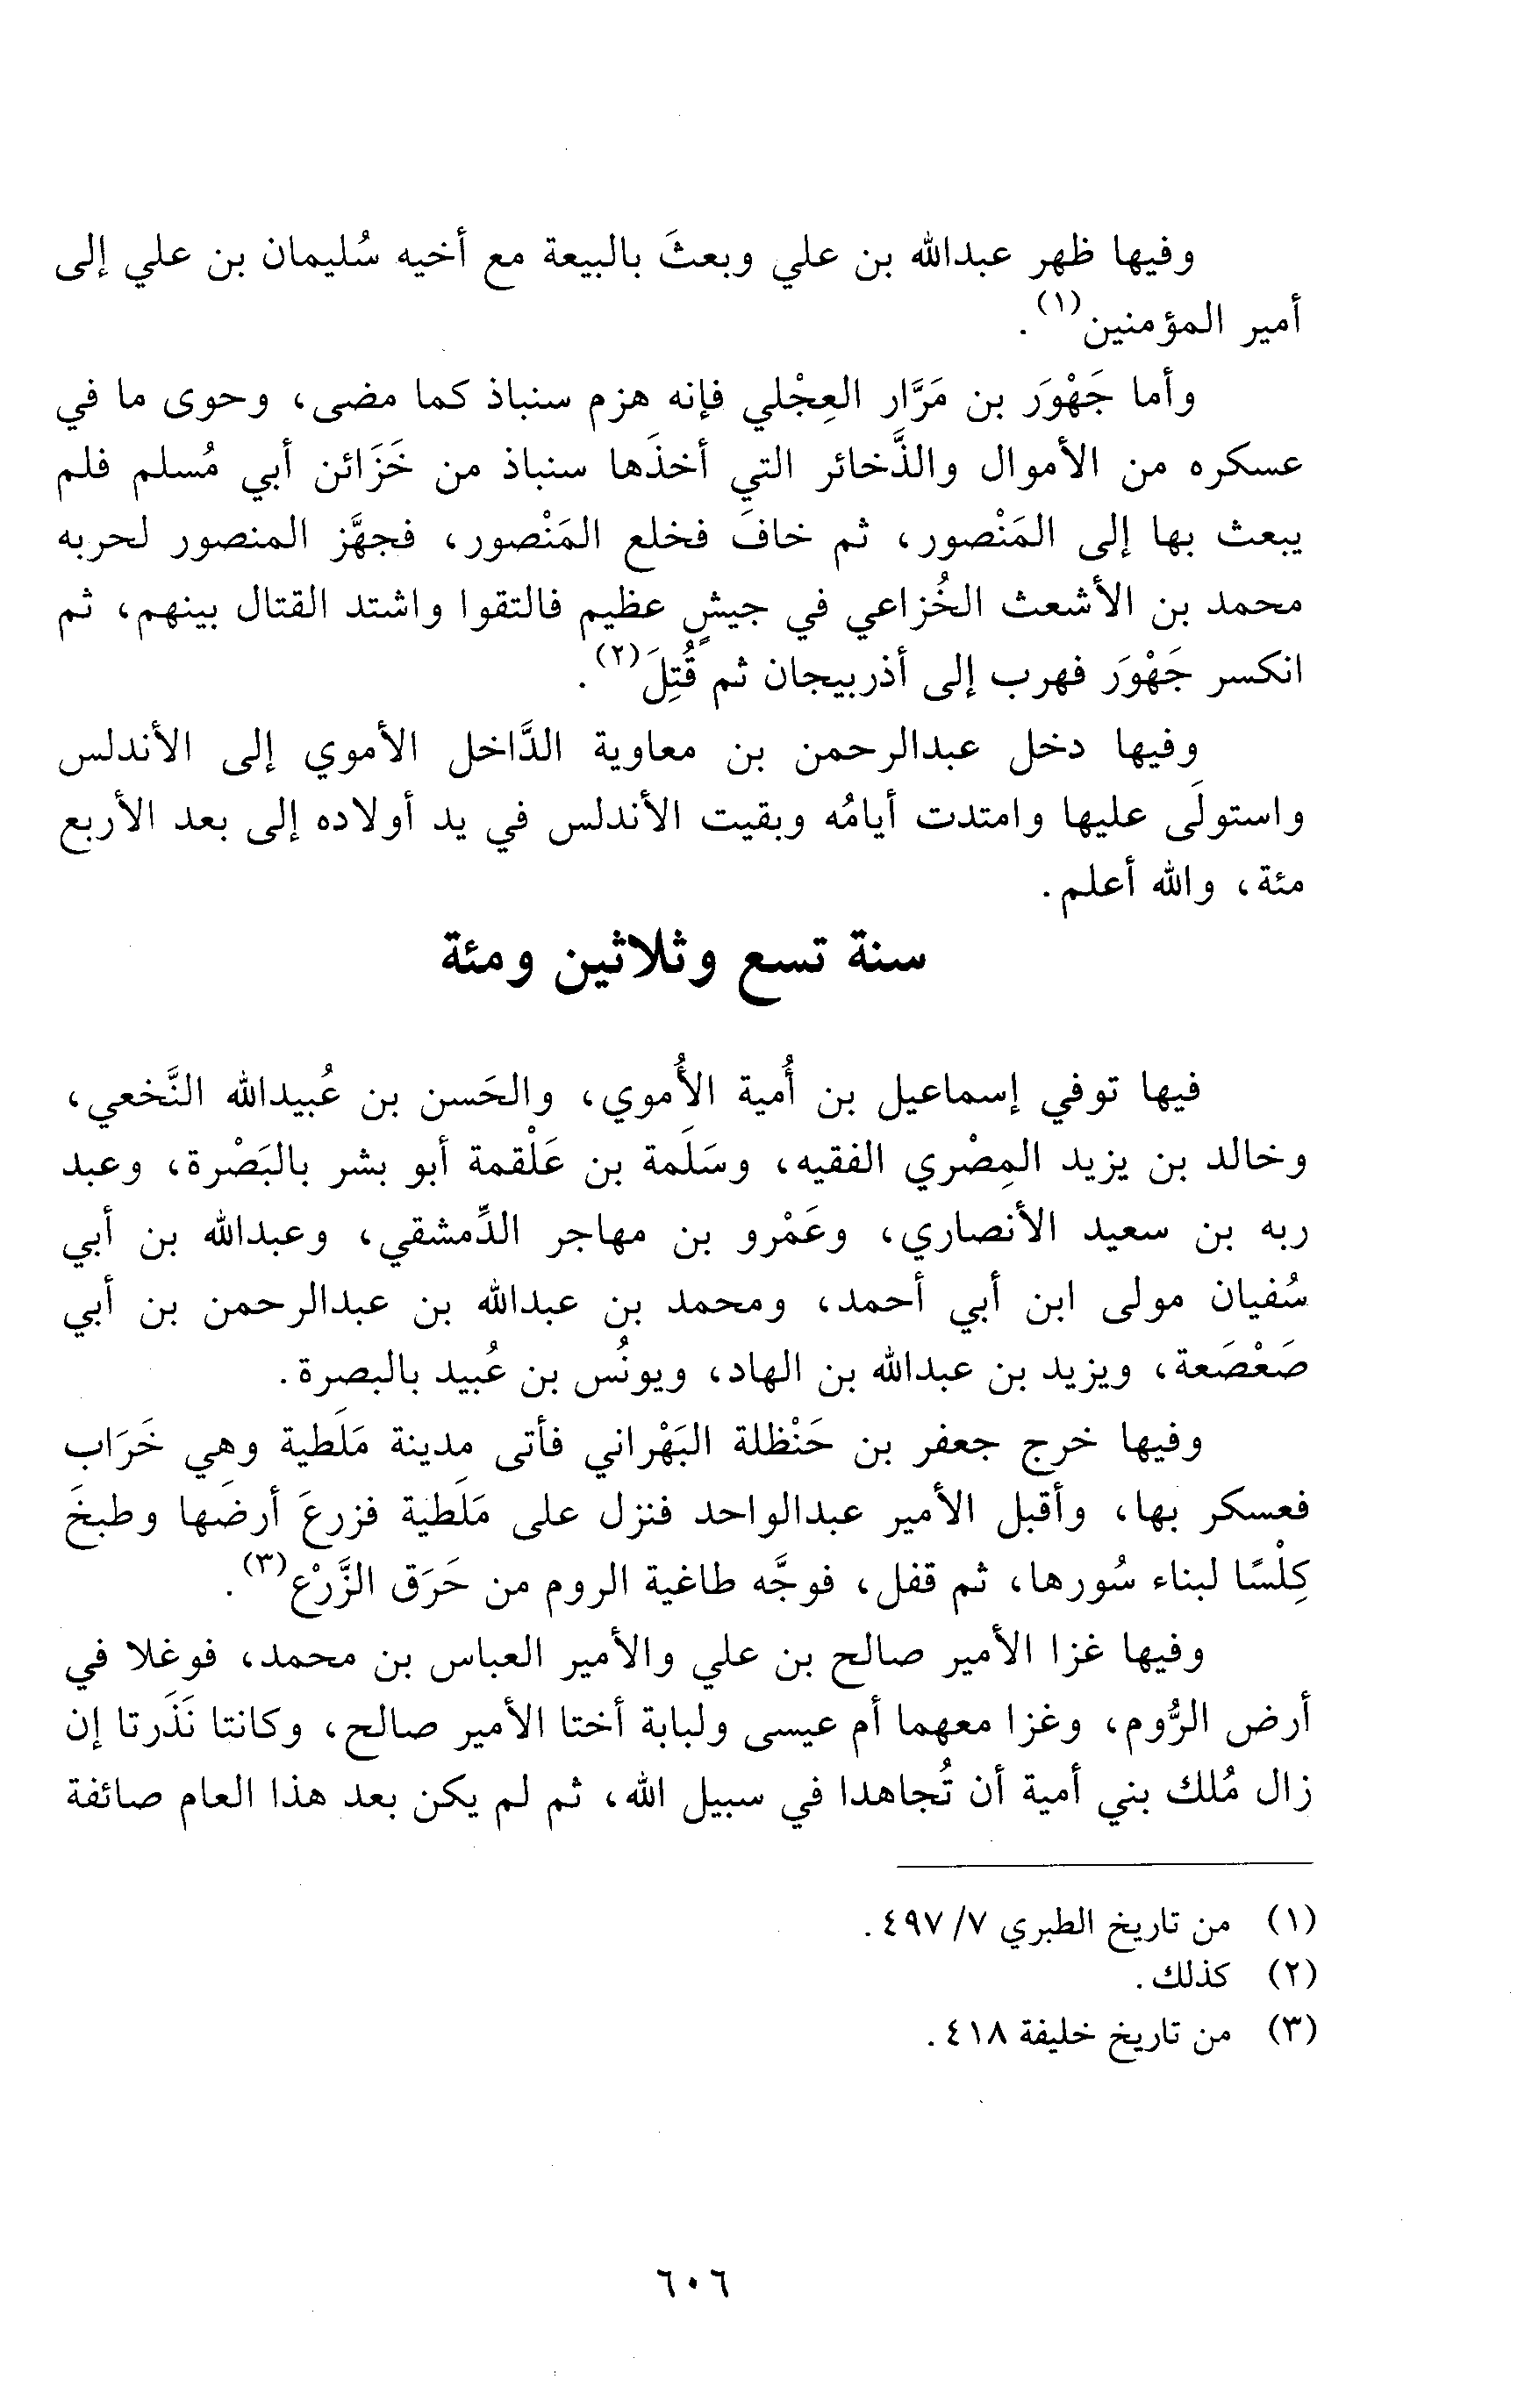 وفيها ظهر عبدالله بن علي وبعثَ بالبيعة مع أخيه سُليمان بن علي إلى
أمير المؤمنين(١).
وأما جَهْوَر بن مَرَّار العِجْلي فإنه هزم سنباذ كما مضى، وحوى ما في
عسكره من الأموال والذَّخائر التي أخذَها سنباذ من خَزَائن أبي مُسلم فلم
يبعث بها إلى المَنْصور، ثم خافَ فخلع المَنْصور، فجهَّز المنصور لحربه
محمد بن الأشعث الخُزاعي في جيشٍ عظيم فالتقوا واشتد القتال بينهم، ثم
انكسر جَهْوَر فهرب إلى أذربيجان ثم قُتِلَ(٢).
وفيها دخل عبدالرحمن بن معاوية الدَّاخل الأموي إلى الأندلس
واستولَى عليها وامتدت أيامُه وبقيت الأندلس في يد أولاده إلى بعد الأربع
مئة، والله أعلم.
سنة تسع وثلاثين ومئة
فيها توفي إسماعيل بن أُمية الأُموي، والحَسن بن عُبيدالله النَّخعي،
وخالد بن يزيد المِصْري الفقيه، وسَلَمة بن عَلْقمة أبو بشر بالبَصْرة، وعبد
ربه بن سعيد الأنصاري، وعَمْرو بن مهاجر الدِّمشقي، وعبدالله بن أبي
سُفيان مولى ابن أبي أحمد، ومحمد بن عبدالله بن عبدالرحمن بن أبي
صَعْصَعة، ويزيد بن عبدالله بن الهاد، ويونُس بن عُبيد بالبصرة.
وفيها خرج جعفر بن حَنْظلة البَهْراني فأتى مدينة مَلَطية وهي خَرَاب
فعسكر بها، وأقبل الأمير عبدالواحد فنزل على مَلَطية فزرعَ أرضَها وطبخَ
كِلْسًا لبناء سُورها، ثم قفل، فوجَّه طاغية الروم من حَرَق الزَّرْع(٣).
وفيها غزا الأمير صالح بن علي والأمير العباس بن محمد، فوغلا في
أرض الرُّوم، وغزا معهما أم عيسى ولبابة أختا الأمير صالح، وكانتا نَذَرتا إن
زال مُلك بني أمية أن تُجاهدا في سبيل الله، ثم لم يكن بعد هذا العام صائفة
(١) من تاريخ الطبري ٧/ ٤٩٧.
(٢) كذلك.
(٣) من تاريخ خليفة ٤١٨.
٦٠٦